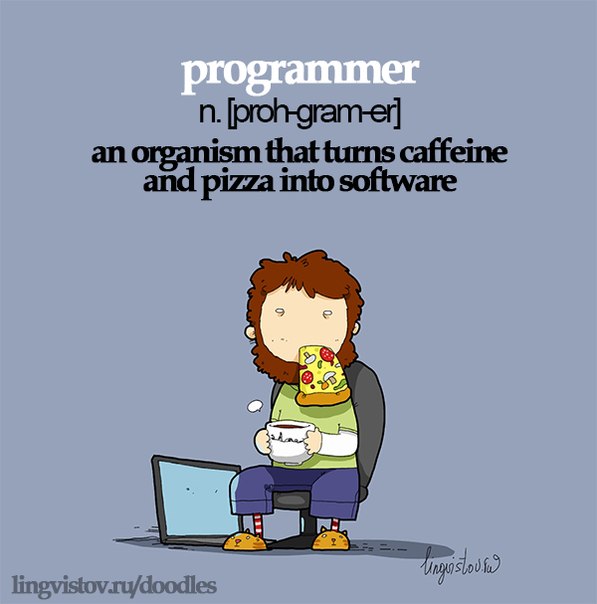 programmer
n. [proh-gram-er]
an organism that turns caffeine
and pizza into software
lingvistov.ru
lingvistov.ru/doodles